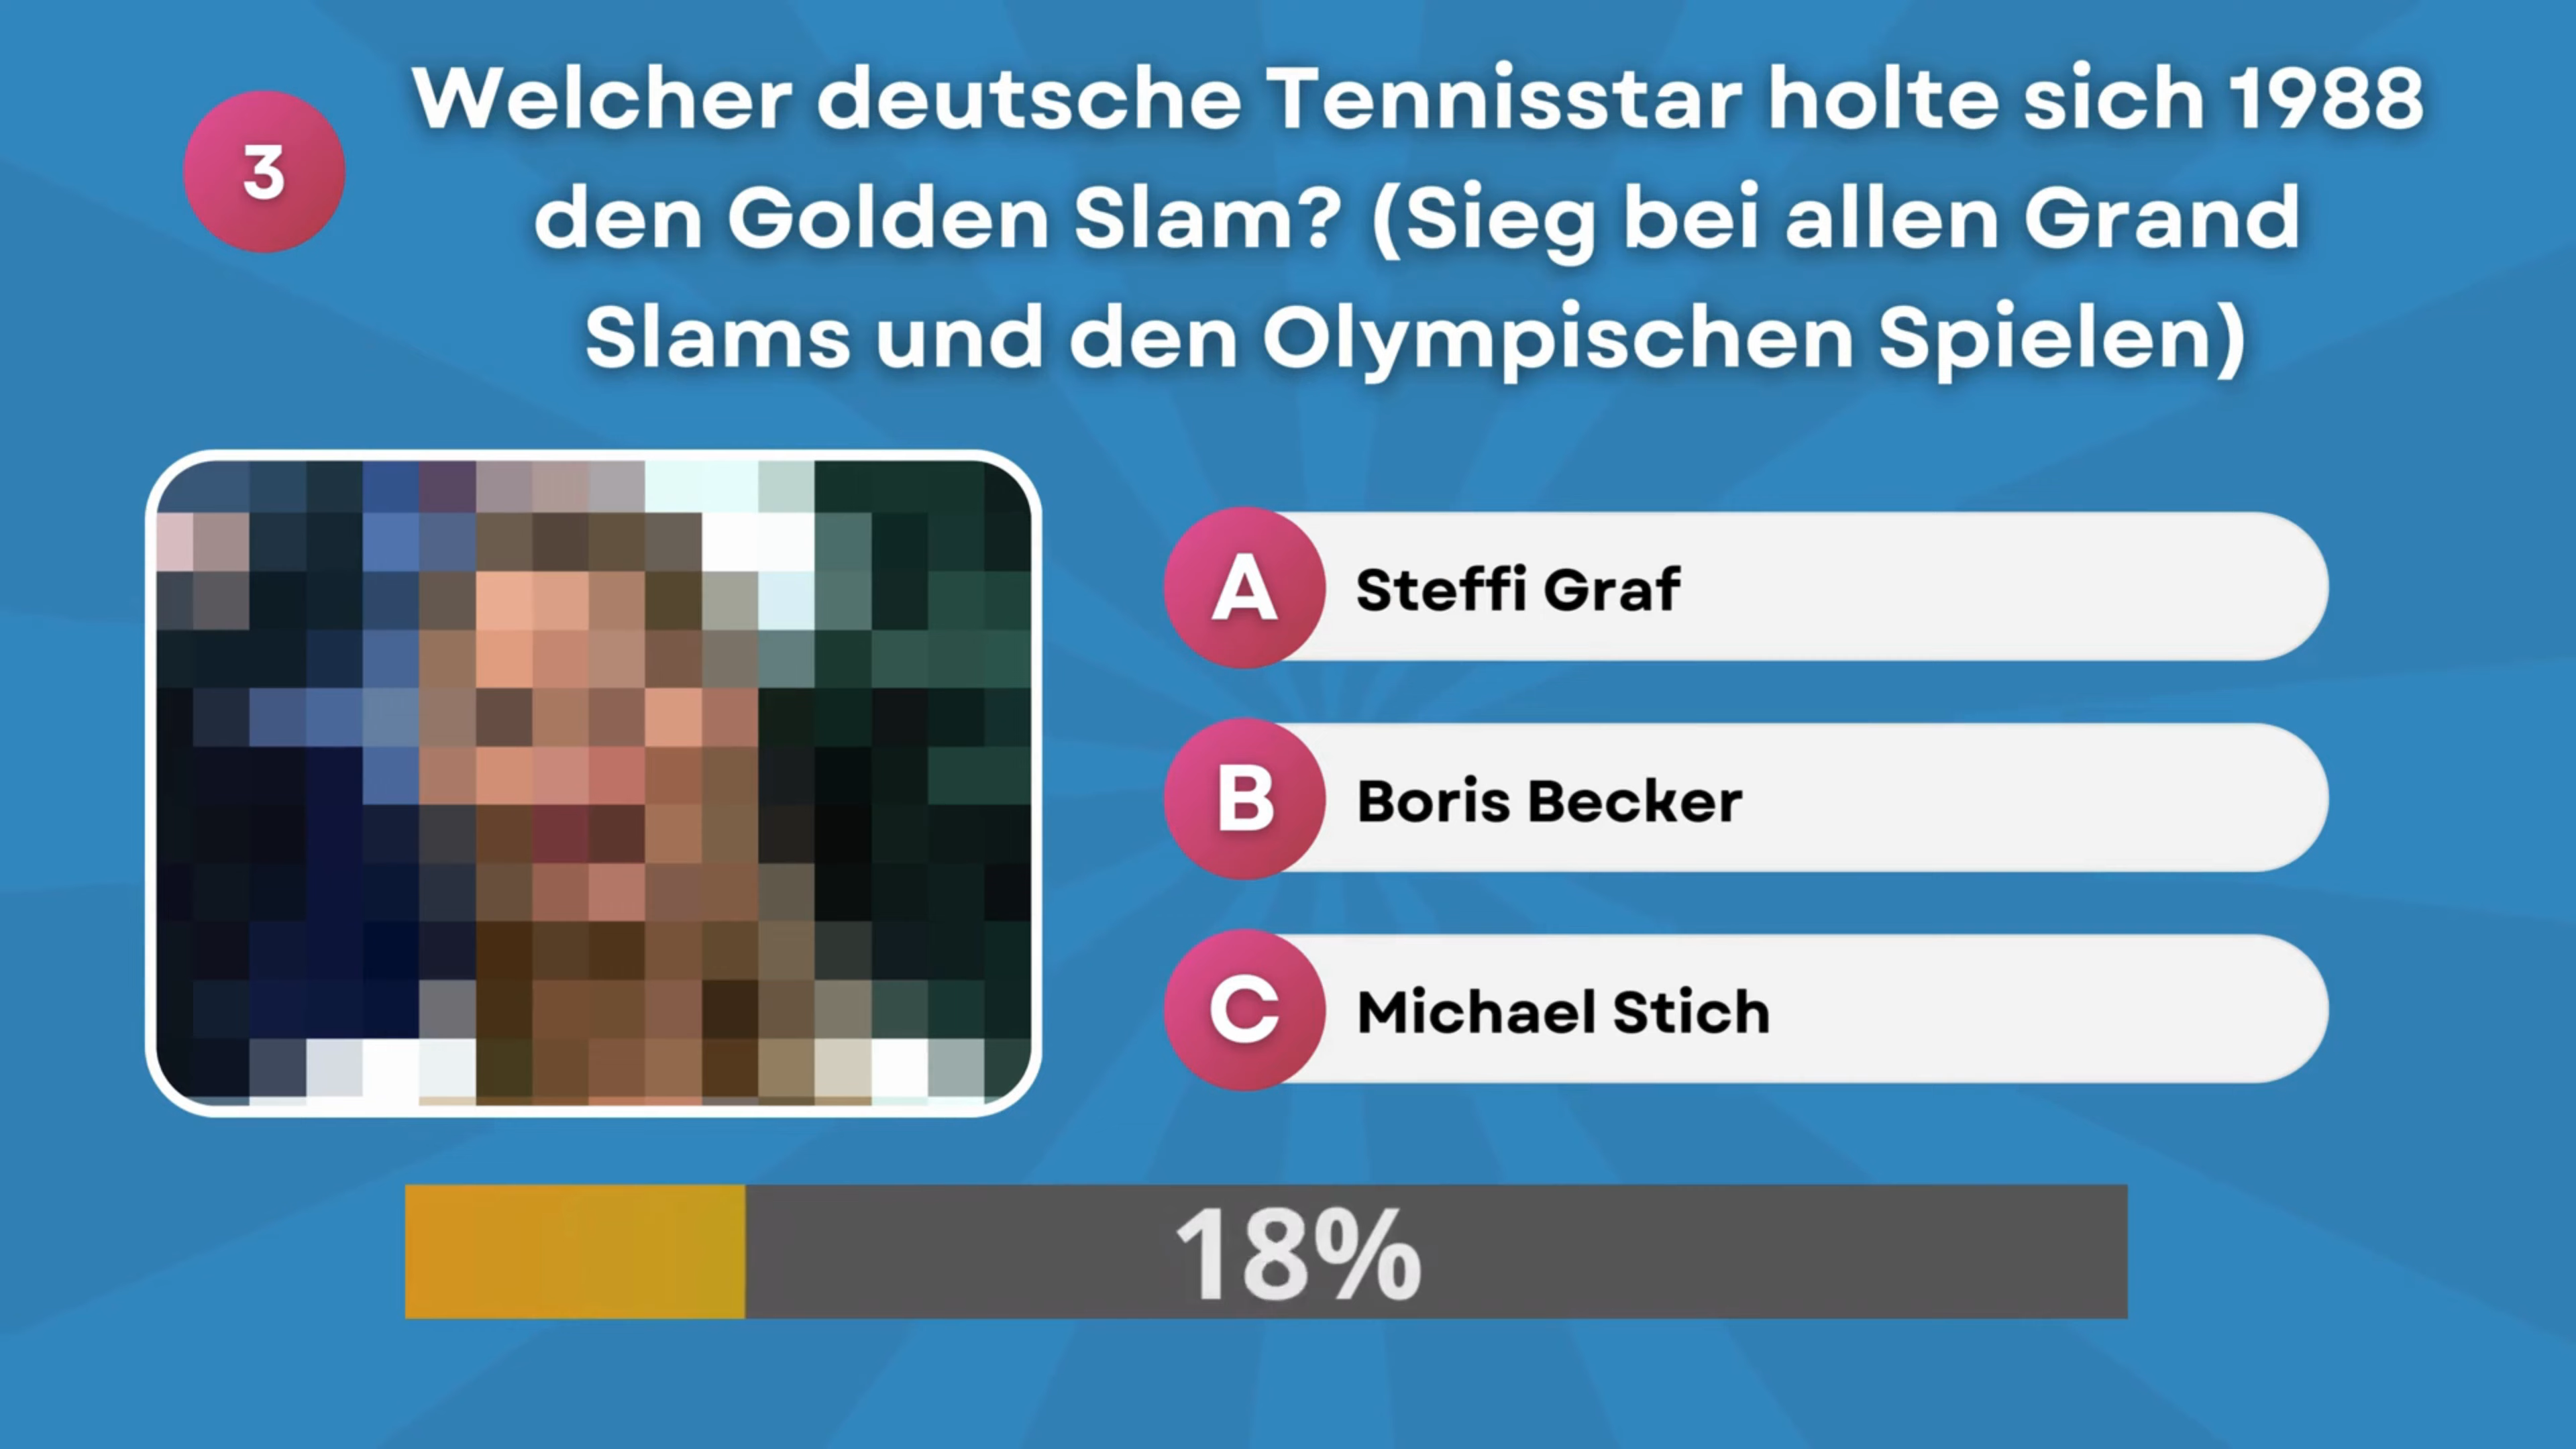 3
Welcher deutsche Tennisstar holte sich 1988
den Golden Slam? (Sieg bei allen Grand
Slams und den Olympischen Spielen)
A Steffi Graf
B Boris Becker
C Michael Stich
18%